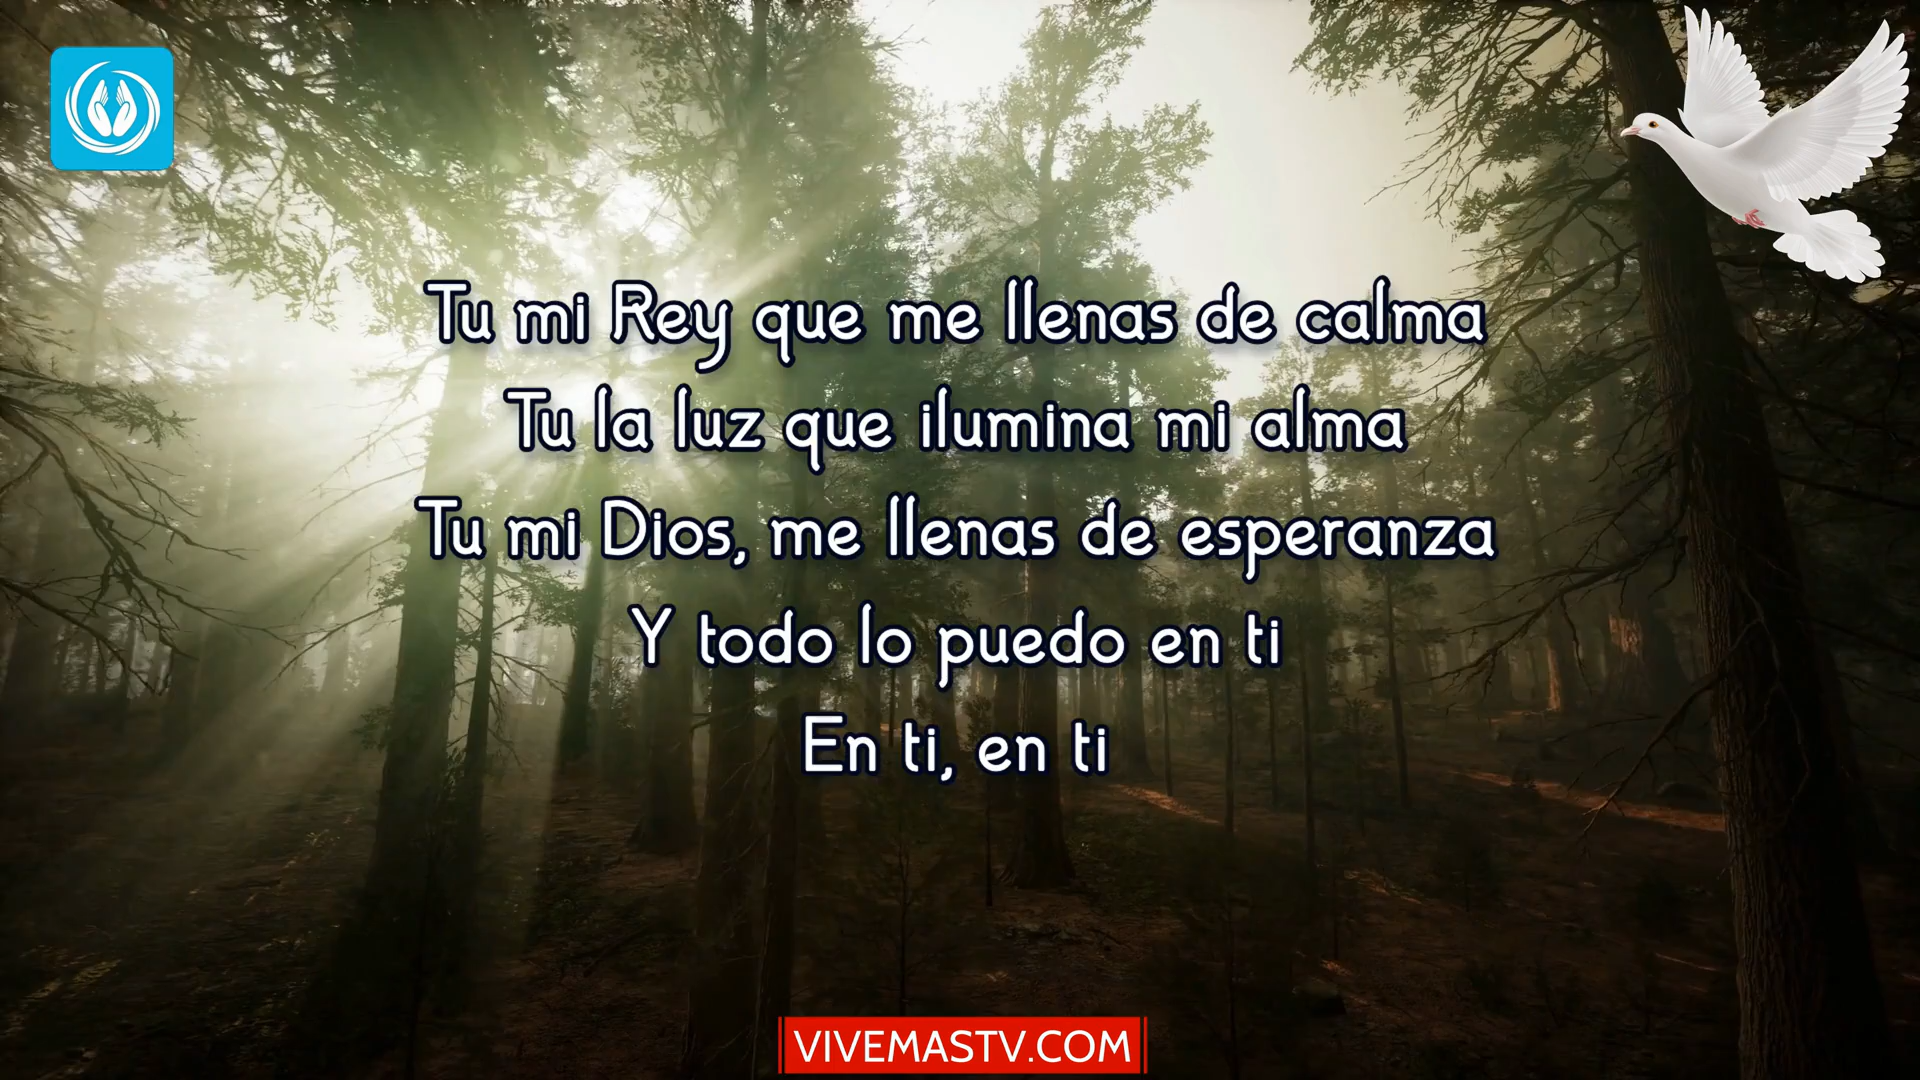 Tu mi Rey que me llenas de calma
Tu la luz que ilumina mi alma
Tu mi Dios, me llenas de esperanza
Y todo lo puedo en ti
En ti, en ti
VIVEMASTV.COM